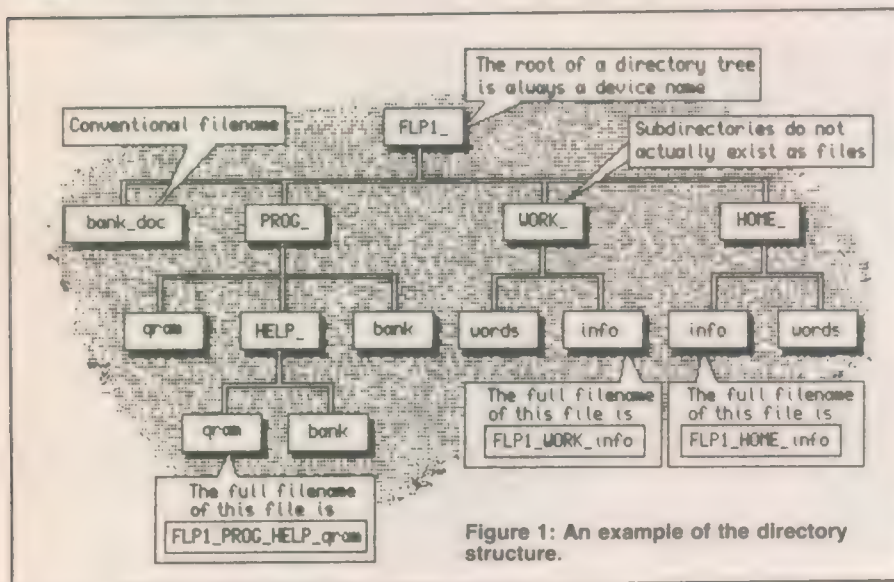 The root of a directory tree
is always a device name
Conventional filename
FLP1_
Subdirectories do not
actually exist as files
bank_doc
PROG_
WORK_
HOME_
qram
HELP_
bank
words
info
info
words
qram
bank
The full filename
of this file is
FLP1_WORK_info
The full filename
of this file is
FLP1_HOME_info
The full filename
of this file is
FLP1_PROG_HELP_qram
Figure 1: An example of the directory
structure.